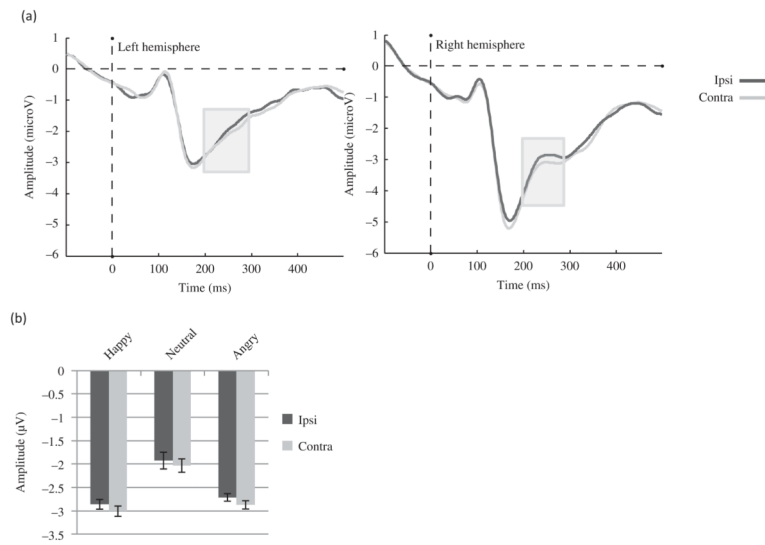 (a)
Left hemisphere
1
0
−1
−2
−3
−4
−5
−6
Amplitude (microV)
0 100 200 300 400
Time (ms)
Right hemisphere
1
0
−1
−2
−3
−4
−5
−6
Amplitude (microV)
0 100 200 300 400
Time (ms)
Ipsi
Contra
(b)
Happy Neutral Angry
0
−0.5
−1
−1.5
−2
−2.5
−3
−3.5
Amplitude (µV)
Ipsi
Contra